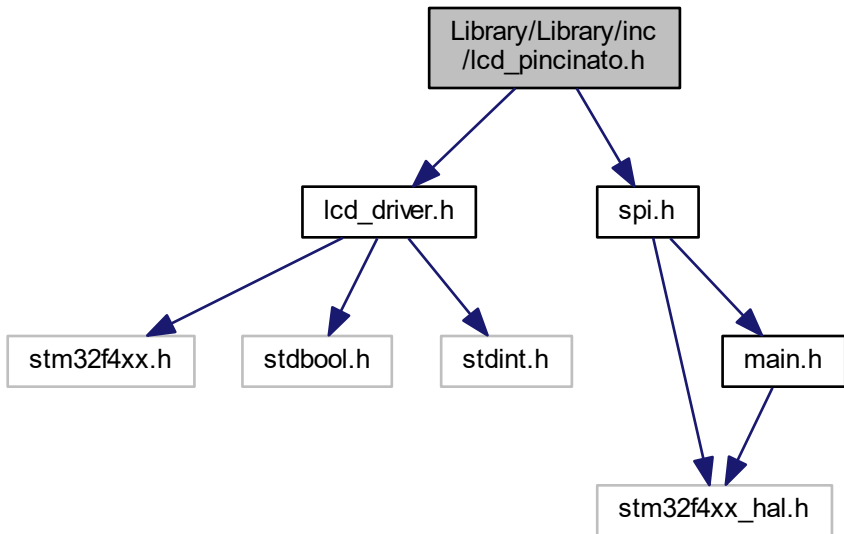 Library/Library/inc
/lcd_pincinato.h
lcd_driver.h
spi.h
stm32f4xx.h
stdbool.h
stdint.h
main.h
stm32f4xx_hal.h